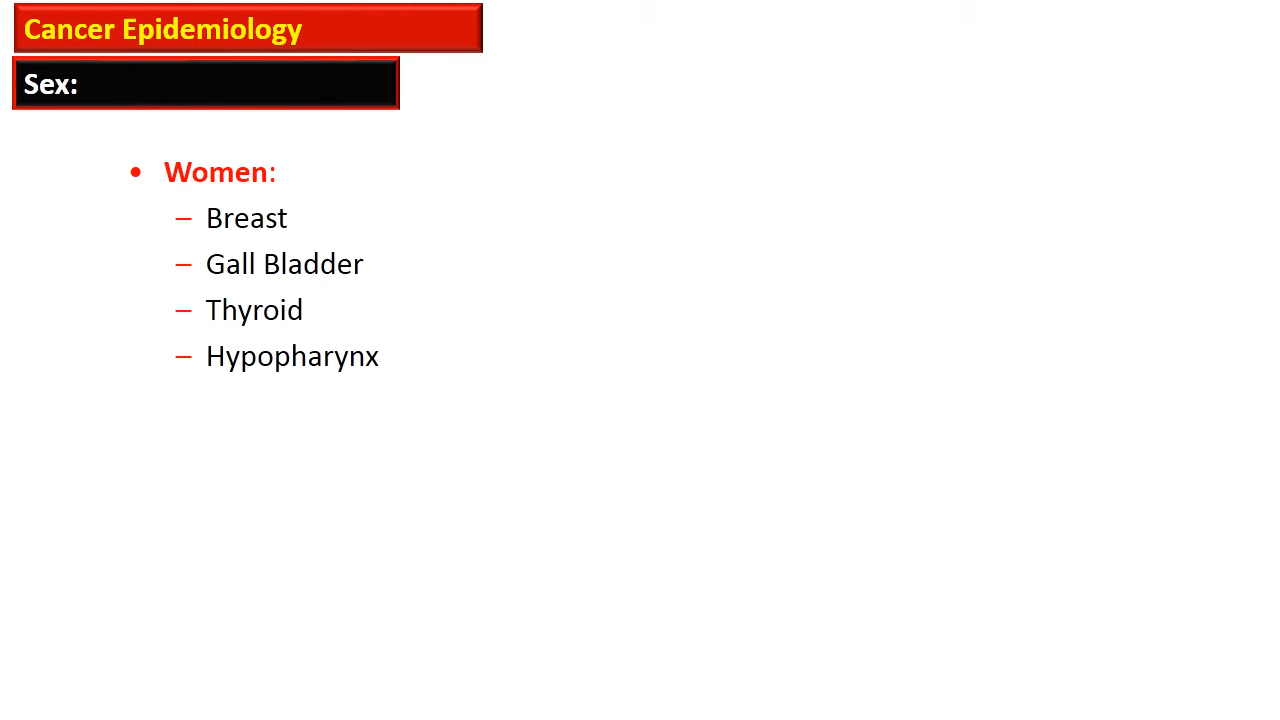 Cancer Epidemiology
Sex:
• Women:
– Breast
– Gall Bladder
– Thyroid
– Hypopharynx